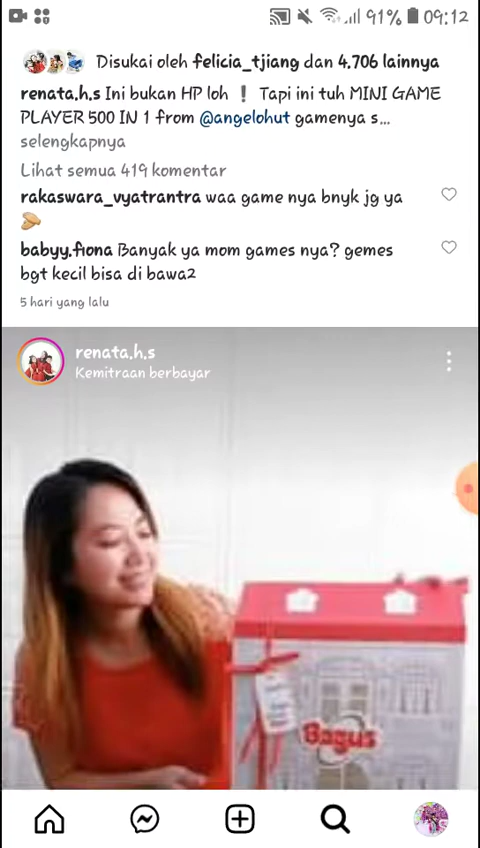 91% 09:12
Disukai oleh felicia_tjiang dan 4.706 lainnya
renata.h.s Ini bukan HP loh ❗ Tapi ini tuh MINI GAME
PLAYER 500 IN 1 from @angelohut gamenya s...
selengkapnya
Lihat semua 419 komentar
rakaswara_vyatrantra waa game nya bnyk jg ya
babyy.fiona Banyak ya mom games nya? gemes
bgt kecil bisa di bawa2
5 hari yang lalu
renata.h.s
Kemitraan berbayar
Bagus